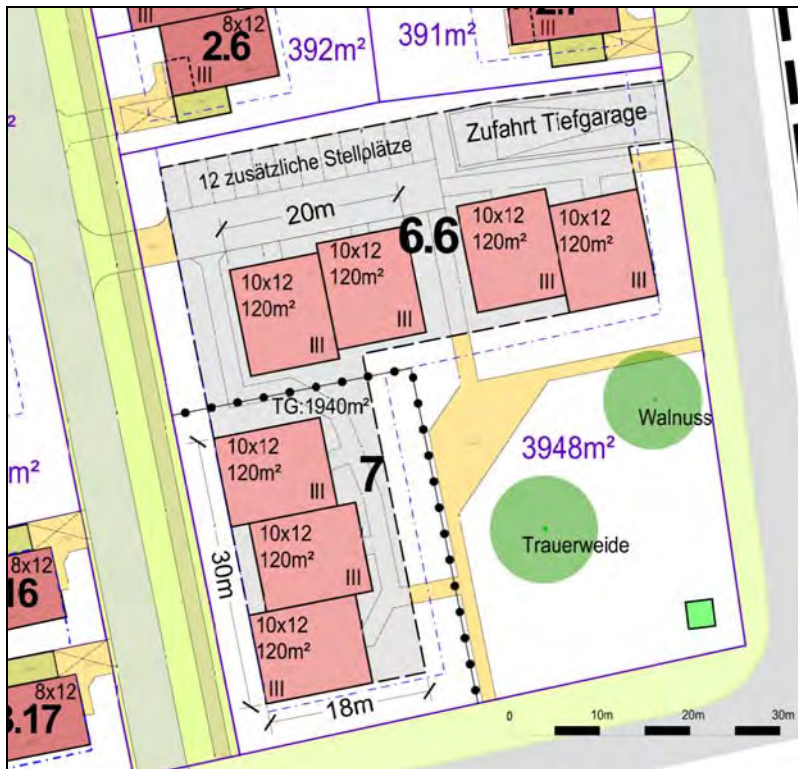 8x12
2.6
III
392m²
391m²
2.7
III
12 zusätzliche Stellplätze
Zufahrt Tiefgarage
20m
6.6
10x12
120m²
III
10x12
120m²
III
10x12
120m²
III
10x12
120m²
III
TG:1940m²
7
10x12
120m²
III
10x12
120m²
III
10x12
120m²
III
30m
18m
3948m²
Walnuss
Trauerweide
m²
8x12
16
III
8x12
3.17
III
0 10m 20m 30m